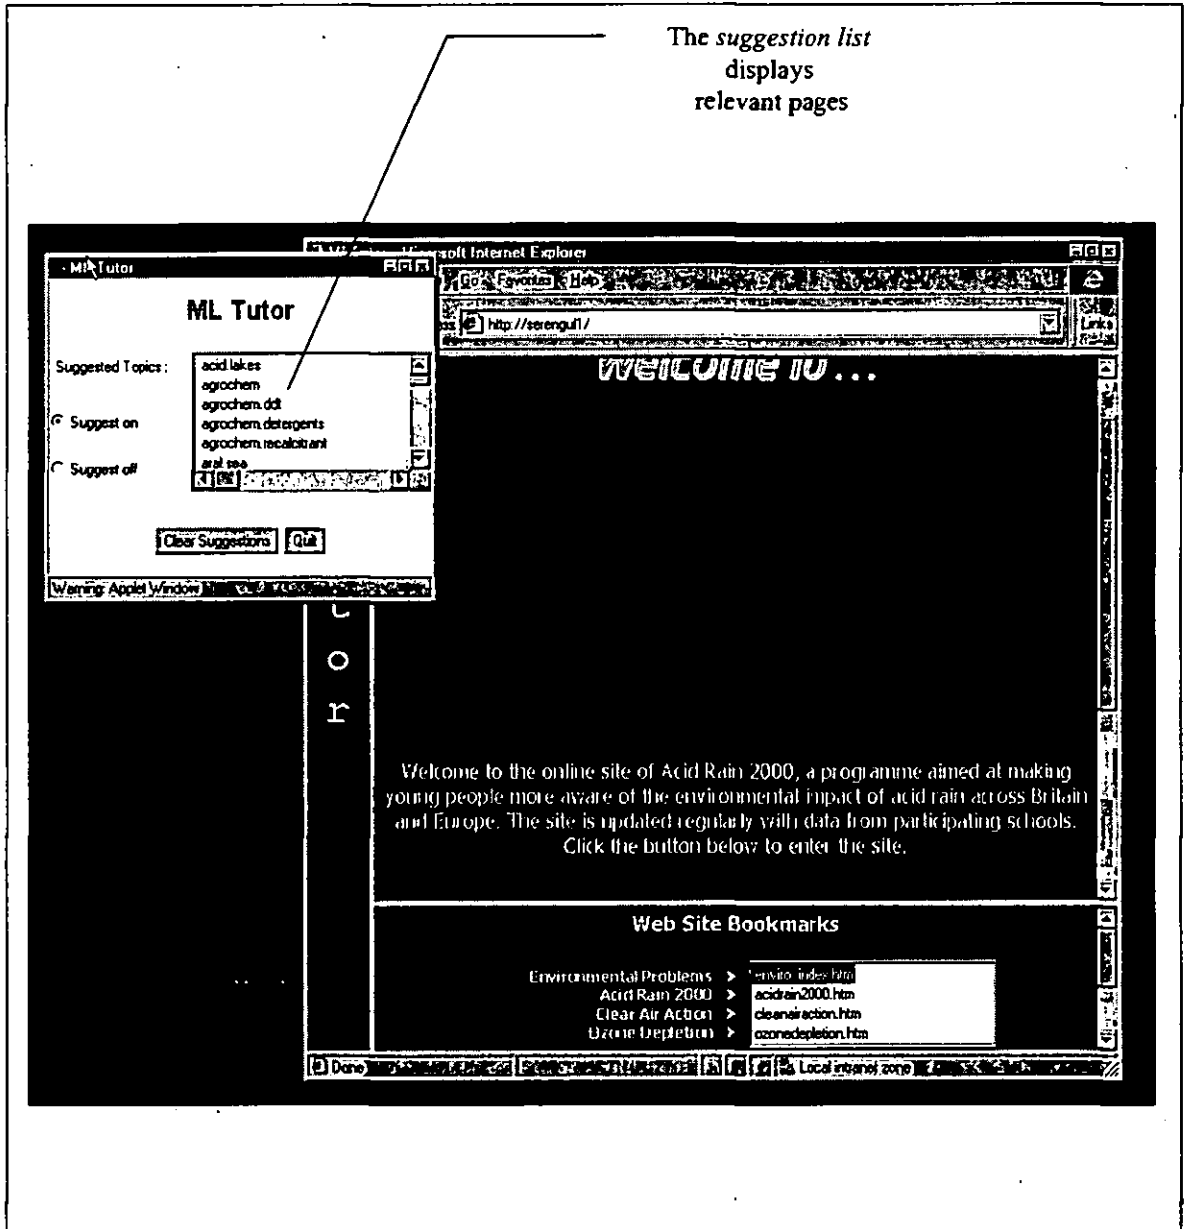 The suggestion list
displays
relevant pages
soft Internet Explorer
ML Tutor
Go Favorites Help
ML Tutor
http://serengul1/
Links
Welcome to ...
Suggested Topics :
acid.lakes
agrochem
agrochem.ddt
agrochem.detergents
agrochem.recalcitrant
aral.sea
Suggest on
Suggest off
Clear Suggestions Quit
Warning: Applet Window
t
o
r
Welcome to the online site of Acid Rain 2000, a programme aimed at making
young people more aware of the environmental impact of acid rain across Britain
and Europe. The site is updated regularly with data from participating schools.
Click the button below to enter the site.
Web Site Bookmarks
Environmental Problems > enviro_index.htm
Acid Rain 2000 > acidrain2000.htm
Clear Air Action > cleanairaction.htm
Ozone Depletion > ozonedepletion.htm
Done
Local intranet zone